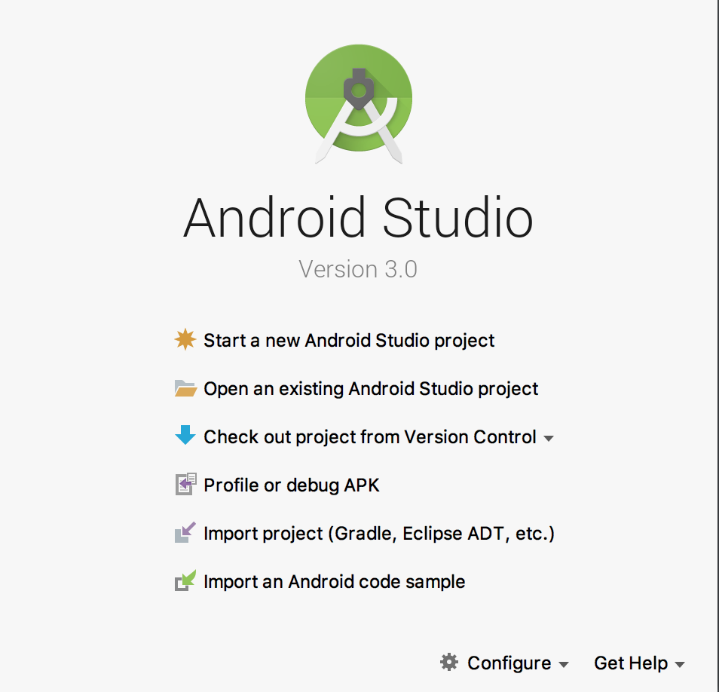 Android Studio
Version 3.0
Start a new Android Studio project
Open an existing Android Studio project
Check out project from Version Control
Profile or debug APK
Import project (Gradle, Eclipse ADT, etc.)
Import an Android code sample
Configure Get Help